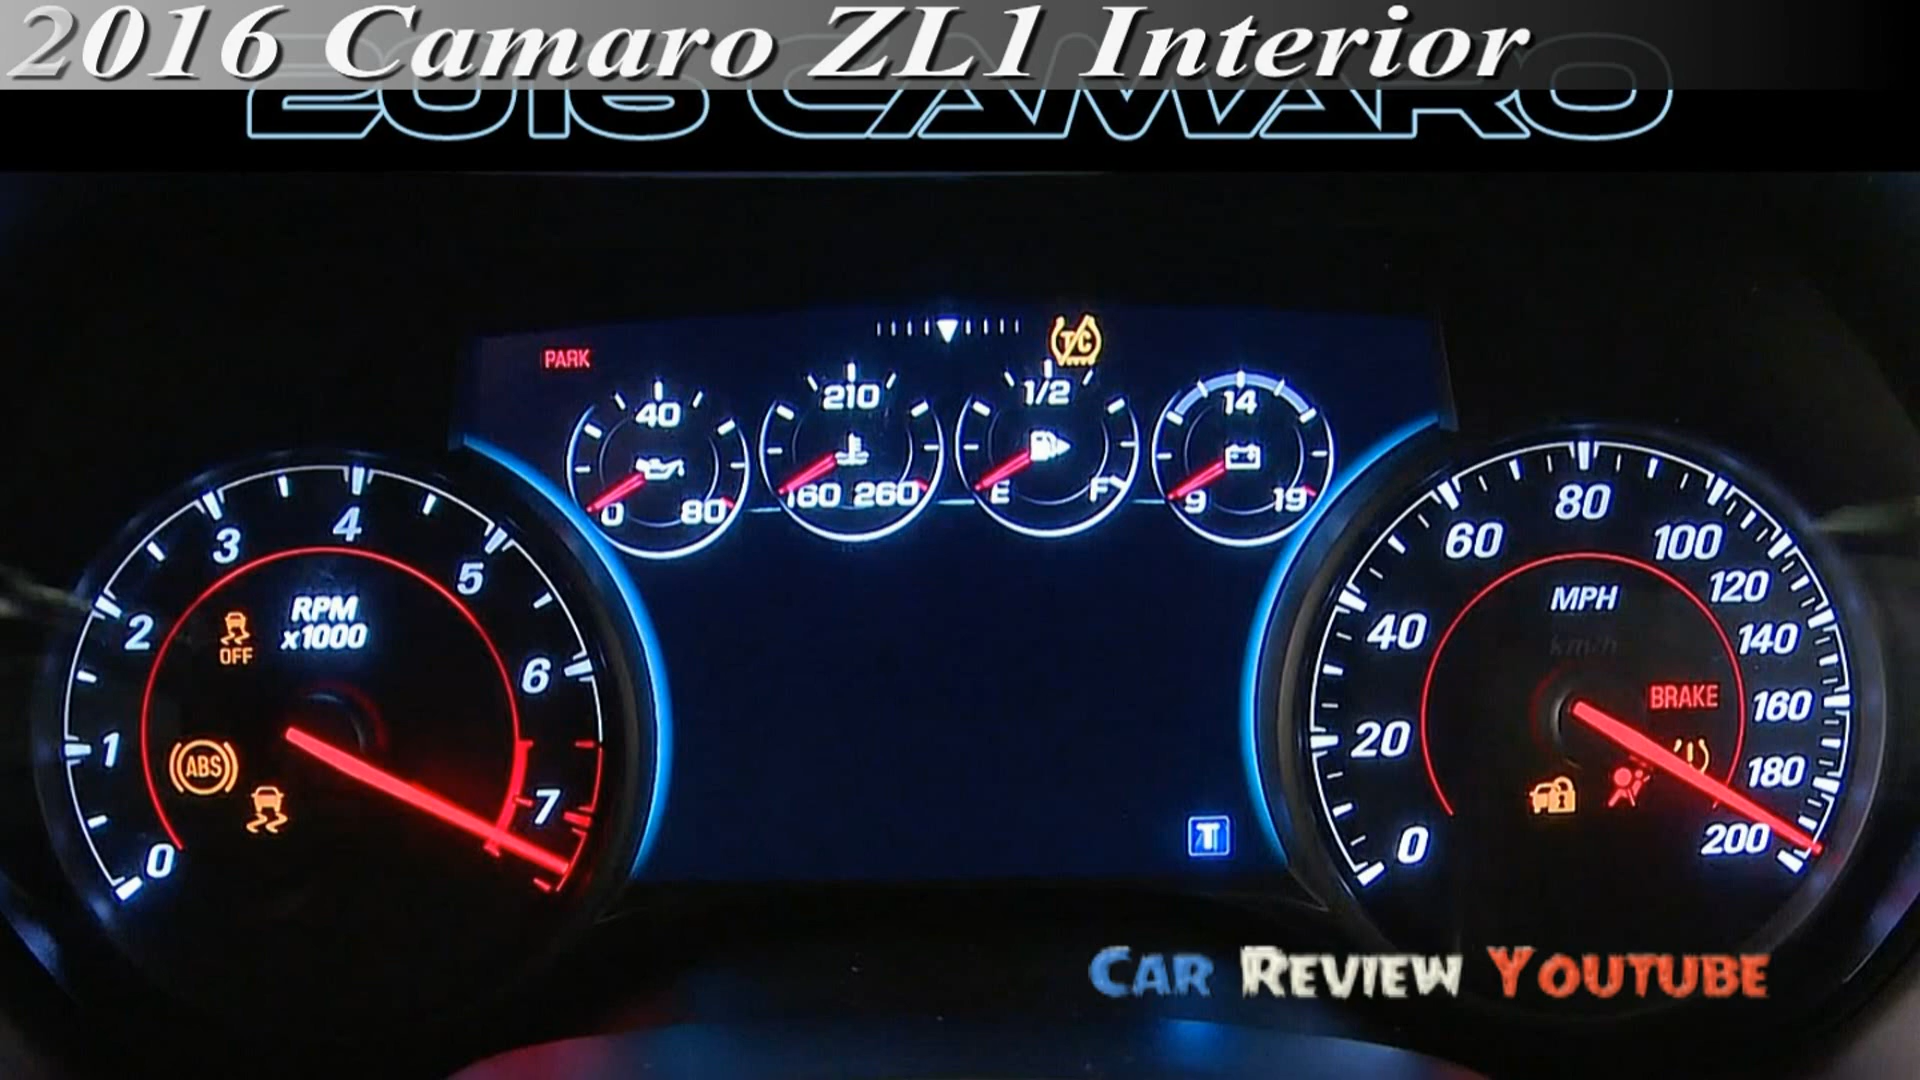 2016 Camaro ZL1 Interior
2016 CAMARO
PARK
T/C
40
0 80
210
160 260
1/2
E F
14
9 19
0 1 2 3 4 5 6 7
RPM
x1000
OFF
ABS
0 20 40 60 80 100 120 140 160 180 200
MPH
km/h
BRAKE
T
Car Review Youtube